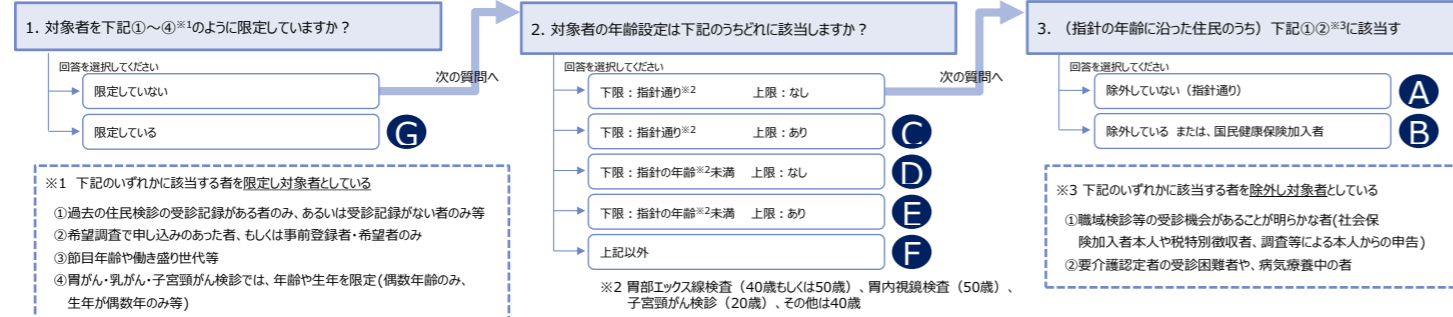 1. 対象者を下記①～④※1のように限定していますか？
回答を選択してください
限定していない
次の質問へ
限定している
G
※1 下記のいずれかに該当する者を限定し対象者としている
①過去の住民検診の受診記録がある者のみ、あるいは受診記録がない者のみ等
②希望調査で申し込みのあった者、もしくは事前登録者・希望者のみ
③節目年齢や働き盛り世代等
④胃がん・乳がん・子宮頸がん検診では、年齢や生年を限定(偶数年齢のみ、
生年が偶数年のみ等)
2. 対象者の年齢設定は下記のうちどれに該当しますか？
回答を選択してください
下限：指針通り※2 上限：なし
次の質問へ
下限：指針通り※2 上限：あり
C
下限：指針の年齢※2未満 上限：なし
D
下限：指針の年齢※2未満 上限：あり
E
上記以外
F
※2 胃部エックス線検査（40歳もしくは50歳）、胃内視鏡検査（50歳）、
子宮頸がん検診（20歳）、その他は40歳
3. （指針の年齢に沿った住民のうち）下記①②※3に該当す
回答を選択してください
除外していない（指針通り）
A
除外している または、国民健康保険加入者
B
※3 下記のいずれかに該当する者を除外し対象者としている
①職域検診等の受診機会があることが明らかな者(社会保
険加入者本人や税特別徴収者、調査等による本人からの申告)
②要介護認定者の受診困難者や、病気療養中の者